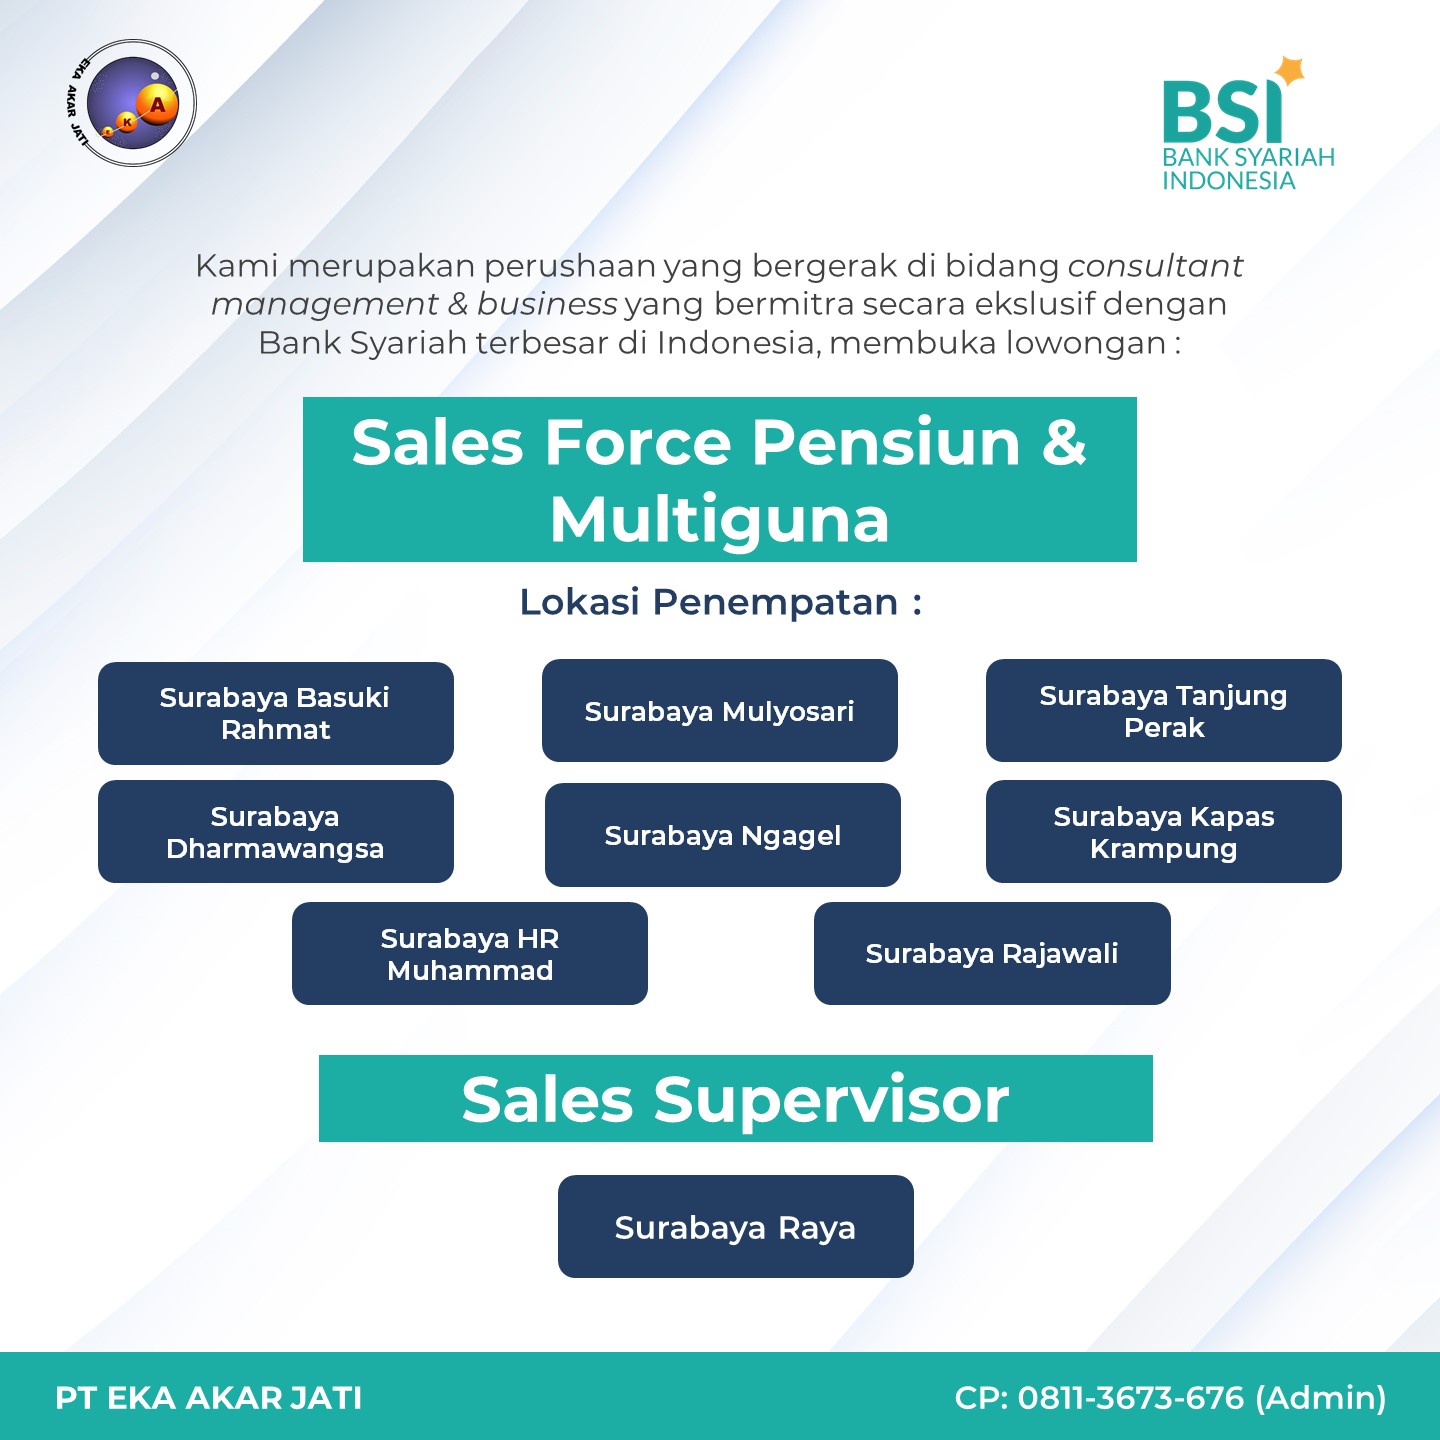 EKA AKAR JATI
E K A
BSI
BANK SYARIAH
INDONESIA
Kami merupakan perushaan yang bergerak di bidang consultant
management & business yang bermitra secara ekslusif dengan
Bank Syariah terbesar di Indonesia, membuka lowongan :
Sales Force Pensiun &
Multiguna
Lokasi Penempatan :
Surabaya Basuki
Rahmat
Surabaya Mulyosari
Surabaya Tanjung
Perak
Surabaya
Dharmawangsa
Surabaya Ngagel
Surabaya Kapas
Krampung
Surabaya HR
Muhammad
Surabaya Rajawali
Sales Supervisor
Surabaya Raya
PT EKA AKAR JATI
CP: 0811-3673-676 (Admin)